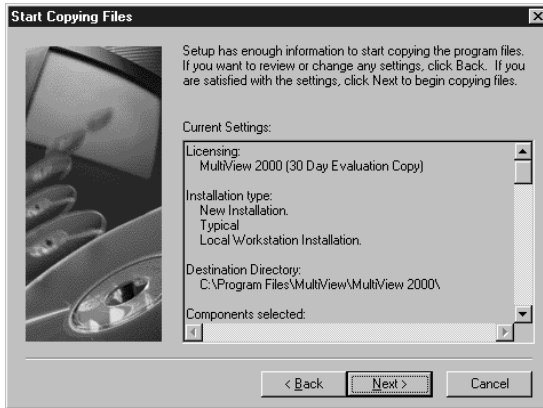 Start Copying Files
Setup has enough information to start copying the program files.
If you want to review or change any settings, click Back. If you
are satisfied with the settings, click Next to begin copying files.
Current Settings:
Licensing:
MultiView 2000 (30 Day Evaluation Copy)
Installation type:
New Installation.
Typical
Local Workstation Installation.
Destination Directory:
C:\Program Files\MultiView\MultiView 2000\
Components selected:
< Back
Next >
Cancel